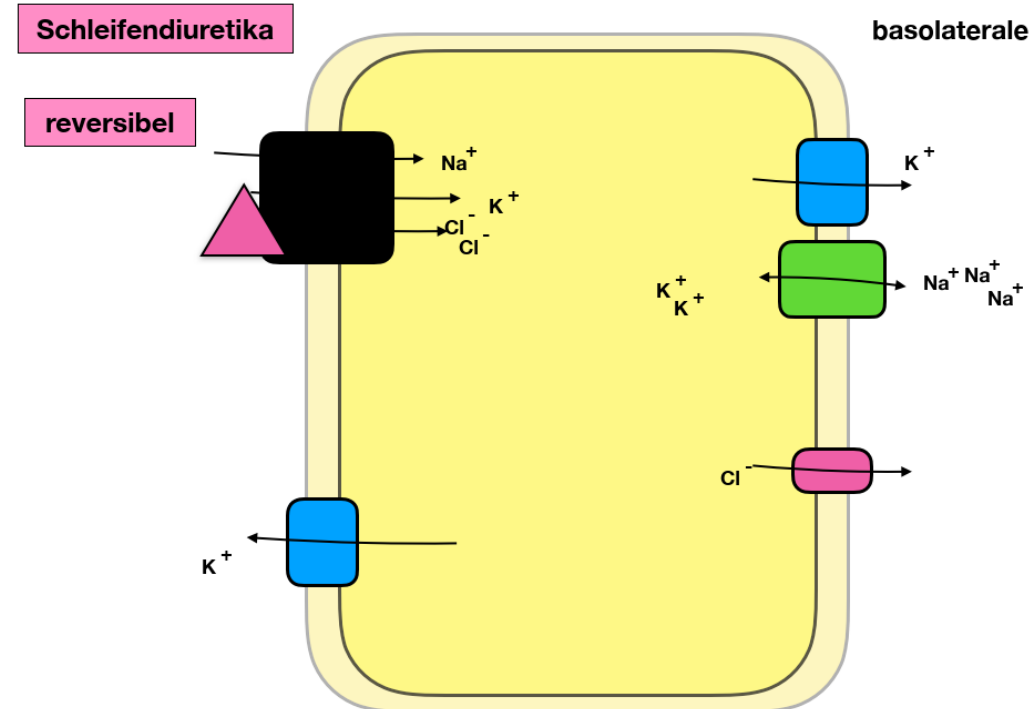 Schleifendiuretika
basolaterale
reversibel
Na+
K+
Cl-
Cl-
K+
K+
K+
Na+ Na+
Na+
Cl-
K+